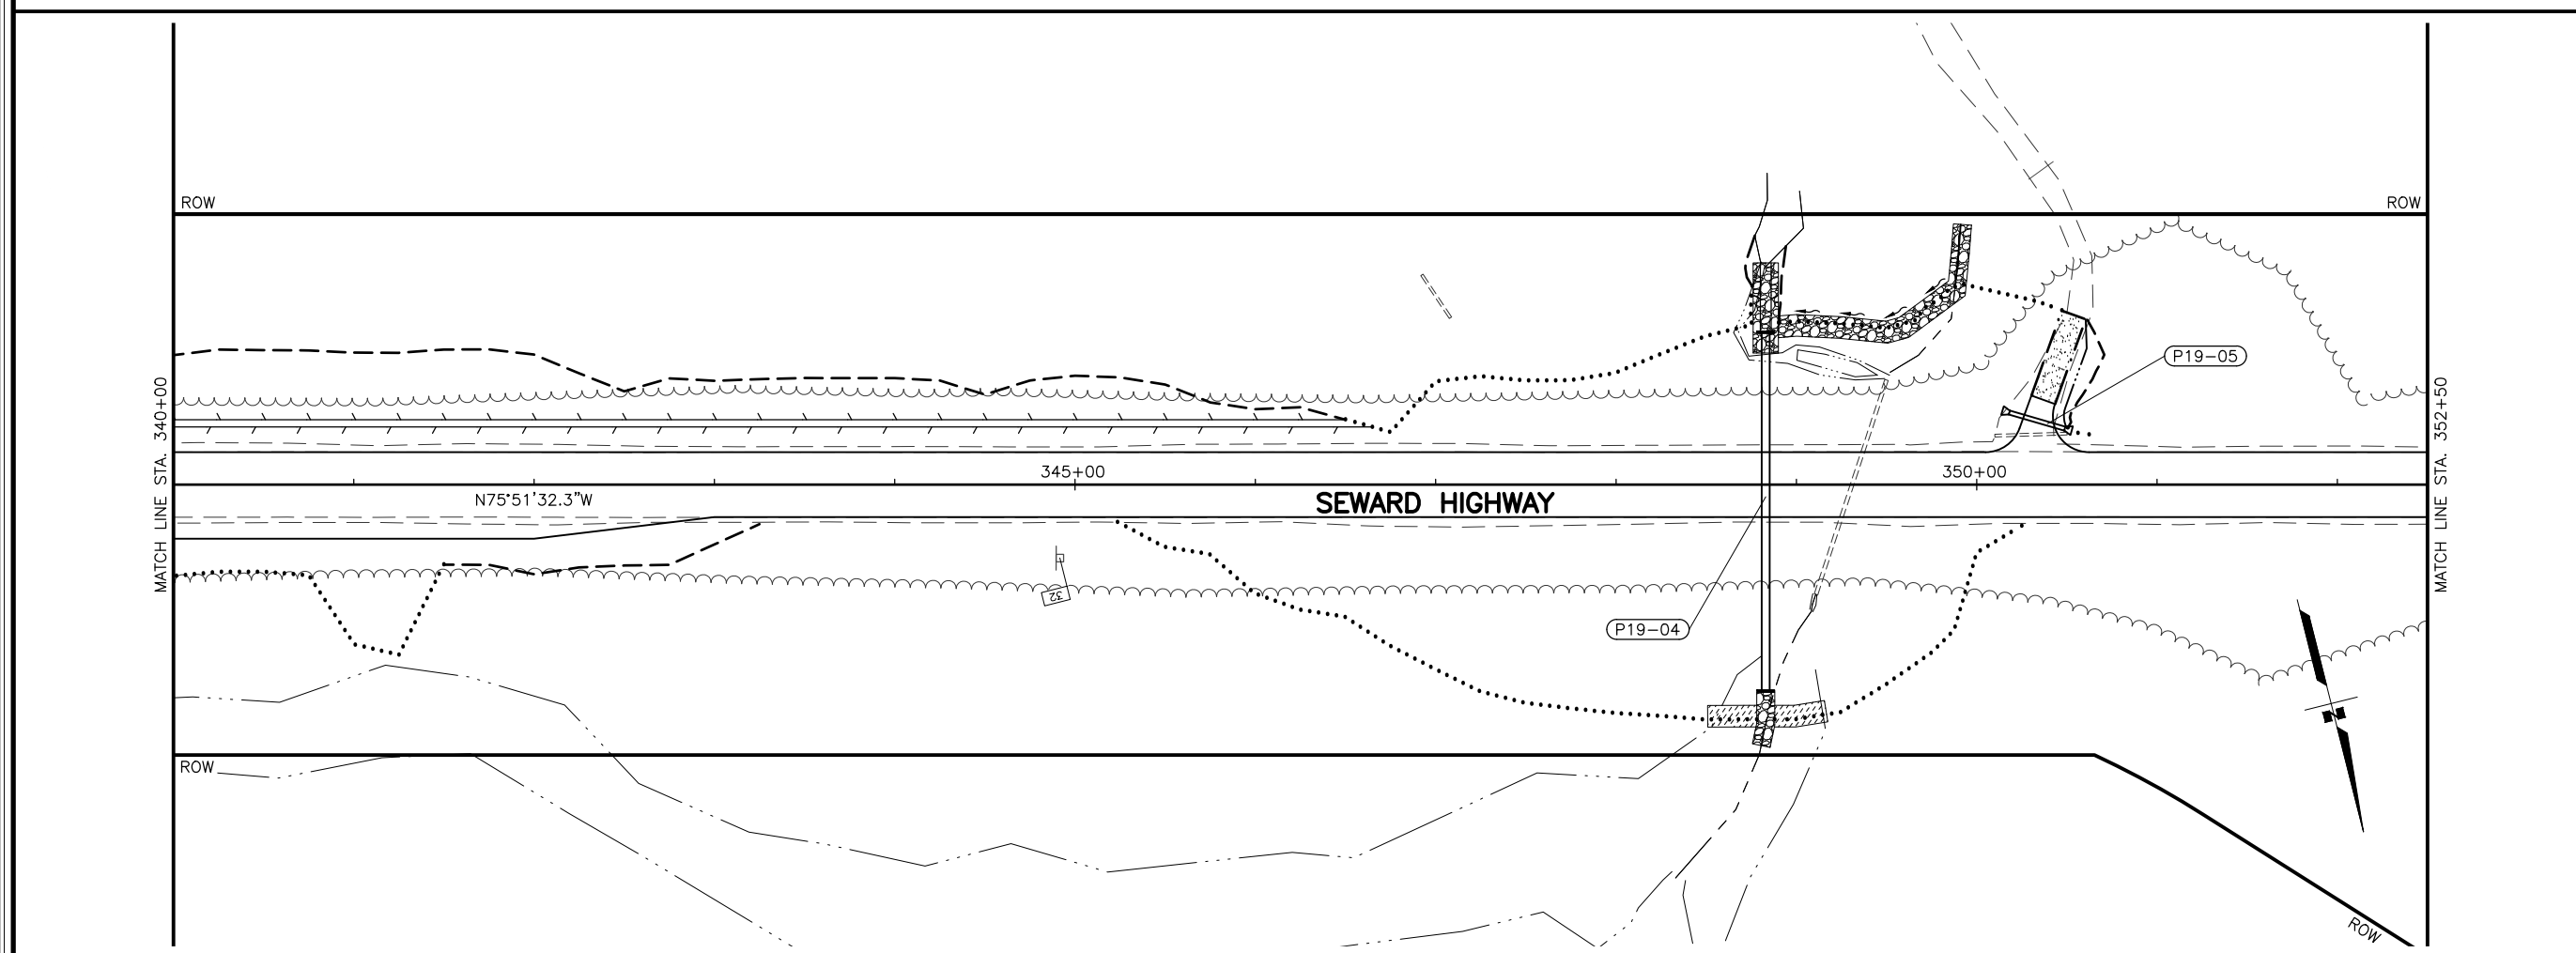 ROW
ROW
MATCH LINE STA. 340+00
MATCH LINE STA. 352+50
P19-05
345+00
350+00
N75°51'32.3"W
SEWARD HIGHWAY
32
P19-04
N
ROW
ROW